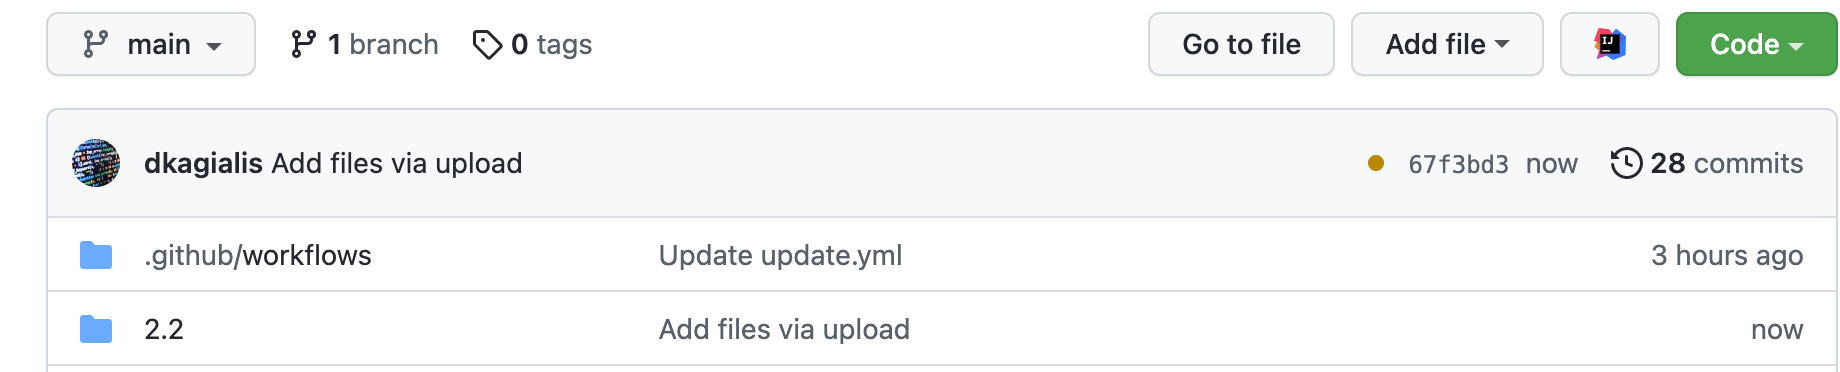 main 1 branch 0 tags Go to file Add file IJ Code
dkagialis Add files via upload 67f3bd3 now 28 commits
.github/workflows Update update.yml 3 hours ago
2.2 Add files via upload now